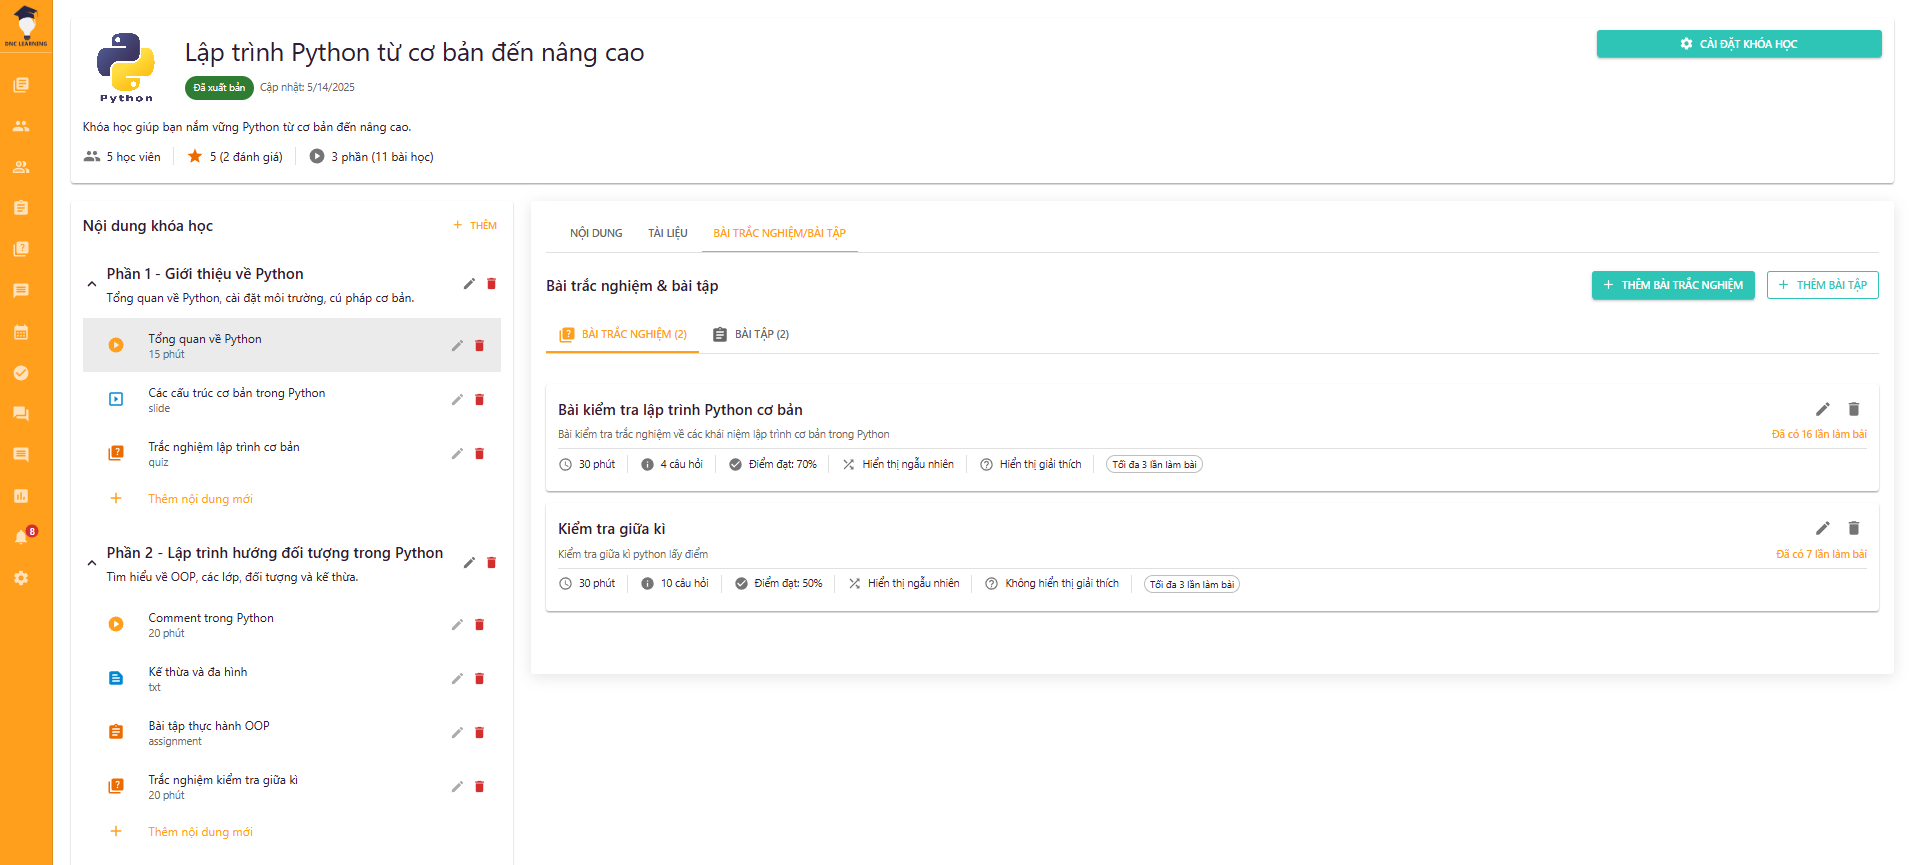 DNC LEARNING
8
Python
Lập trình Python từ cơ bản đến nâng cao
Đã xuất bản
Cập nhật: 5/14/2025
CÀI ĐẶT KHÓA HỌC
Khóa học giúp bạn nắm vững Python từ cơ bản đến nâng cao.
5 học viên
5 (2 đánh giá)
3 phần (11 bài học)
Nội dung khóa học
THÊM
Phần 1 - Giới thiệu về Python
Tổng quan về Python, cài đặt môi trường, cú pháp cơ bản.
Tổng quan về Python
15 phút
Các cấu trúc cơ bản trong Python
slide
Trắc nghiệm lập trình cơ bản
quiz
Thêm nội dung mới
Phần 2 - Lập trình hướng đối tượng trong Python
Tìm hiểu về OOP, các lớp, đối tượng và kế thừa.
Comment trong Python
20 phút
Kế thừa và đa hình
txt
Bài tập thực hành OOP
assignment
Trắc nghiệm kiểm tra giữa kì
20 phút
Thêm nội dung mới
NỘI DUNG
TÀI LIỆU
BÀI TRẮC NGHIỆM/BÀI TẬP
Bài trắc nghiệm & bài tập
THÊM BÀI TRẮC NGHIỆM
THÊM BÀI TẬP
BÀI TRẮC NGHIỆM (2)
BÀI TẬP (2)
Bài kiểm tra lập trình Python cơ bản
Bài kiểm tra trắc nghiệm về các khái niệm lập trình cơ bản trong Python
Đã có 16 lần làm bài
30 phút
4 câu hỏi
Điểm đạt: 70%
Hiển thị ngẫu nhiên
Hiển thị giải thích
Tối đa 3 lần làm bài
Kiểm tra giữa kì
Kiểm tra giữa kì python lấy điểm
Đã có 7 lần làm bài
30 phút
10 câu hỏi
Điểm đạt: 50%
Hiển thị ngẫu nhiên
Không hiển thị giải thích
Tối đa 3 lần làm bài